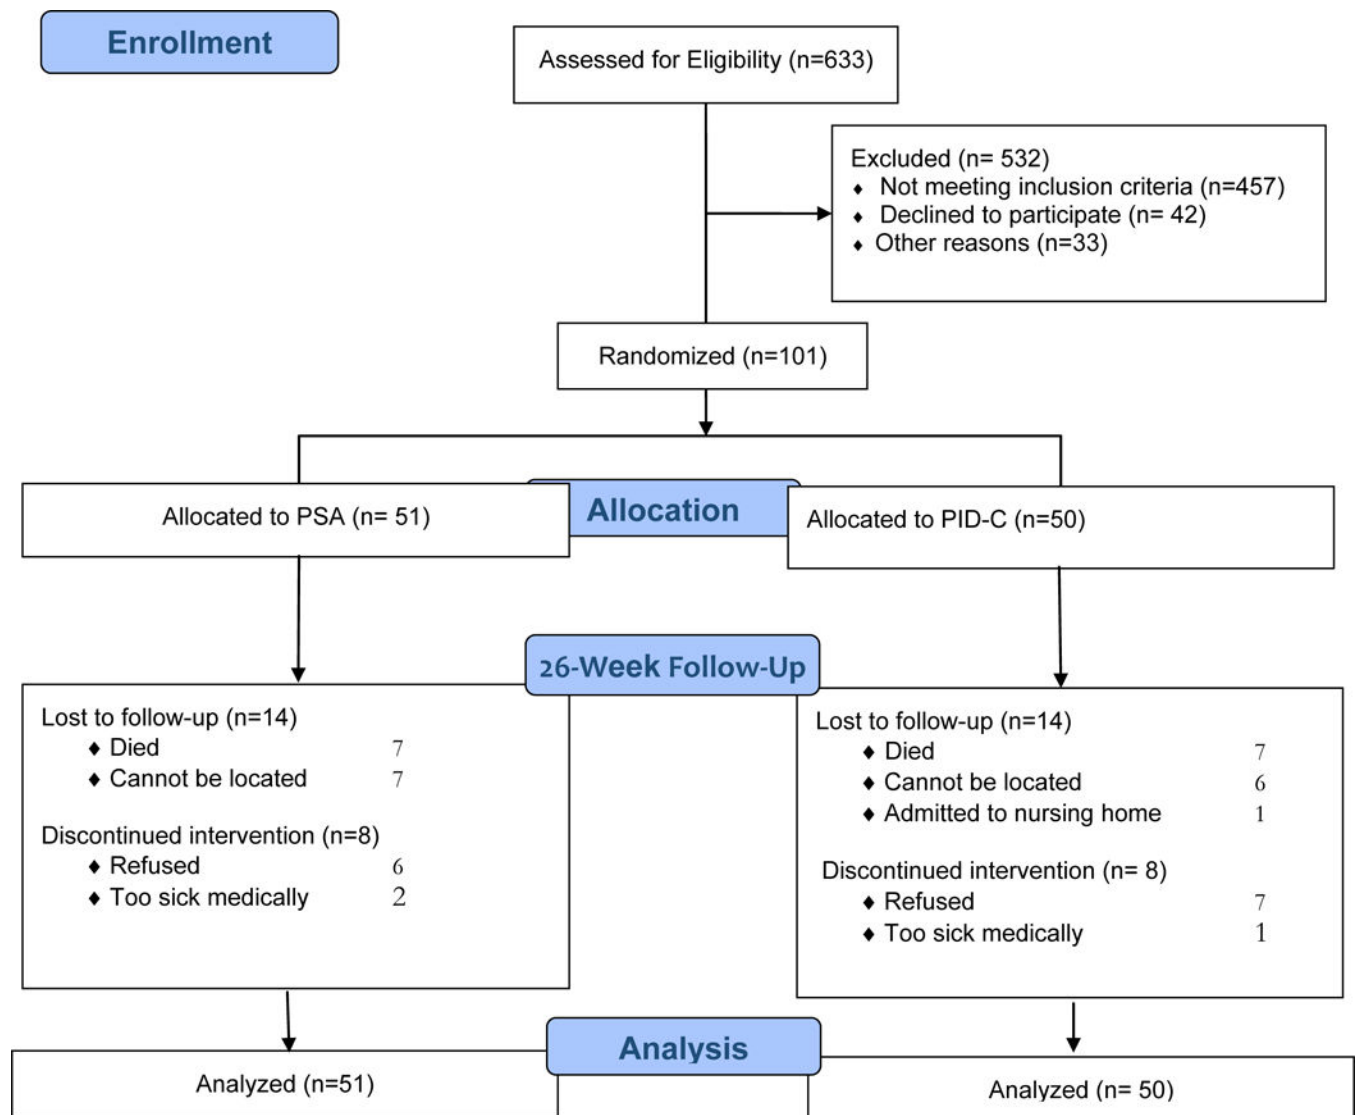 Enrollment
Assessed for Eligibility (n=633)
Excluded (n= 532)
♦ Not meeting inclusion criteria (n=457)
♦ Declined to participate (n= 42)
♦ Other reasons (n=33)
Randomized (n=101)
Allocation
Allocated to PSA (n= 51)
Allocated to PID-C (n=50)
26-Week Follow-Up
Lost to follow-up (n=14)
♦ Died 7
♦ Cannot be located 7
Discontinued intervention (n=8)
♦ Refused 6
♦ Too sick medically 2
Lost to follow-up (n=14)
♦ Died 7
♦ Cannot be located 6
♦ Admitted to nursing home 1
Discontinued intervention (n= 8)
♦ Refused 7
♦ Too sick medically 1
Analysis
Analyzed (n=51)
Analyzed (n= 50)